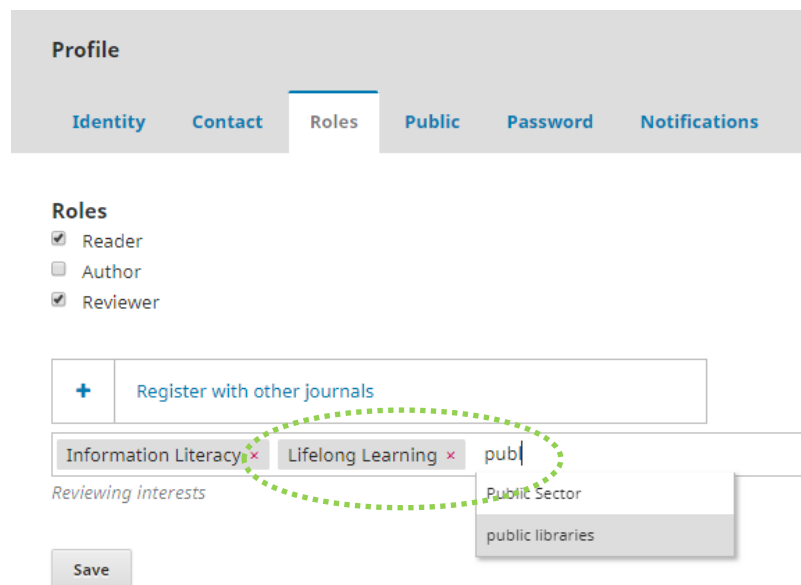 Profile
Identity Contact Roles Public Password Notifications
Roles
Reader
Author
Reviewer
+ Register with other journals
Information Literacy × Lifelong Learning × publ
Reviewing interests
Public Sector
public libraries
Save